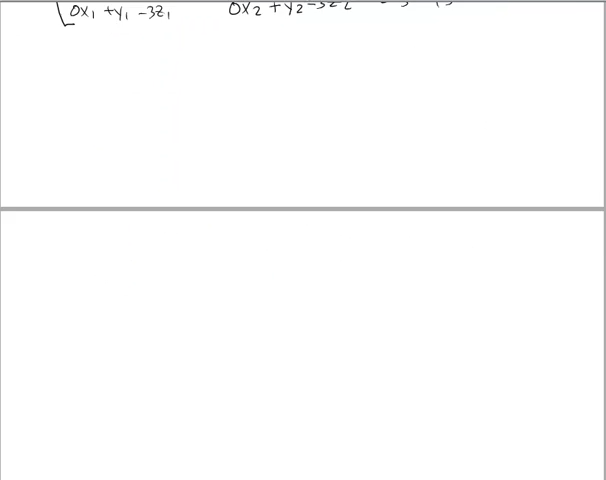 0x₁ + y₁ - 3z₁ 0x₂ + y₂ - 3z₂